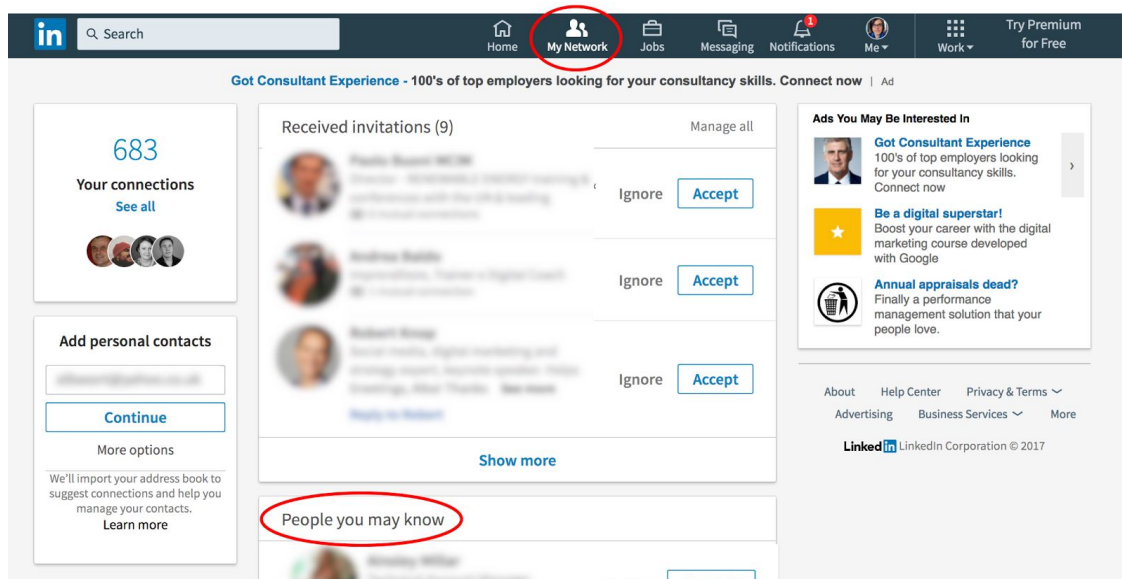 in Search
Home
My Network
Jobs
Messaging
1
Notifications
Me
Work
Try Premium
for Free
Got Consultant Experience - 100's of top employers looking for your consultancy skills. Connect now | Ad
683
Your connections
See all
Add personal contacts
Continue
More options
We'll import your address book to
suggest connections and help you
manage your contacts.
Learn more
Received invitations (9)
Manage all
Ignore Accept
Ignore Accept
See more
Ignore Accept
Reply to Robert
Show more
People you may know
Ads You May Be Interested In
Got Consultant Experience
100's of top employers looking
for your consultancy skills.
Connect now
Be a digital superstar!
Boost your career with the digital
marketing course developed
with Google
Annual appraisals dead?
Finally a performance
management solution that your
people love.
About Help Center Privacy & Terms
Advertising Business Services More
Linked in LinkedIn Corporation © 2017